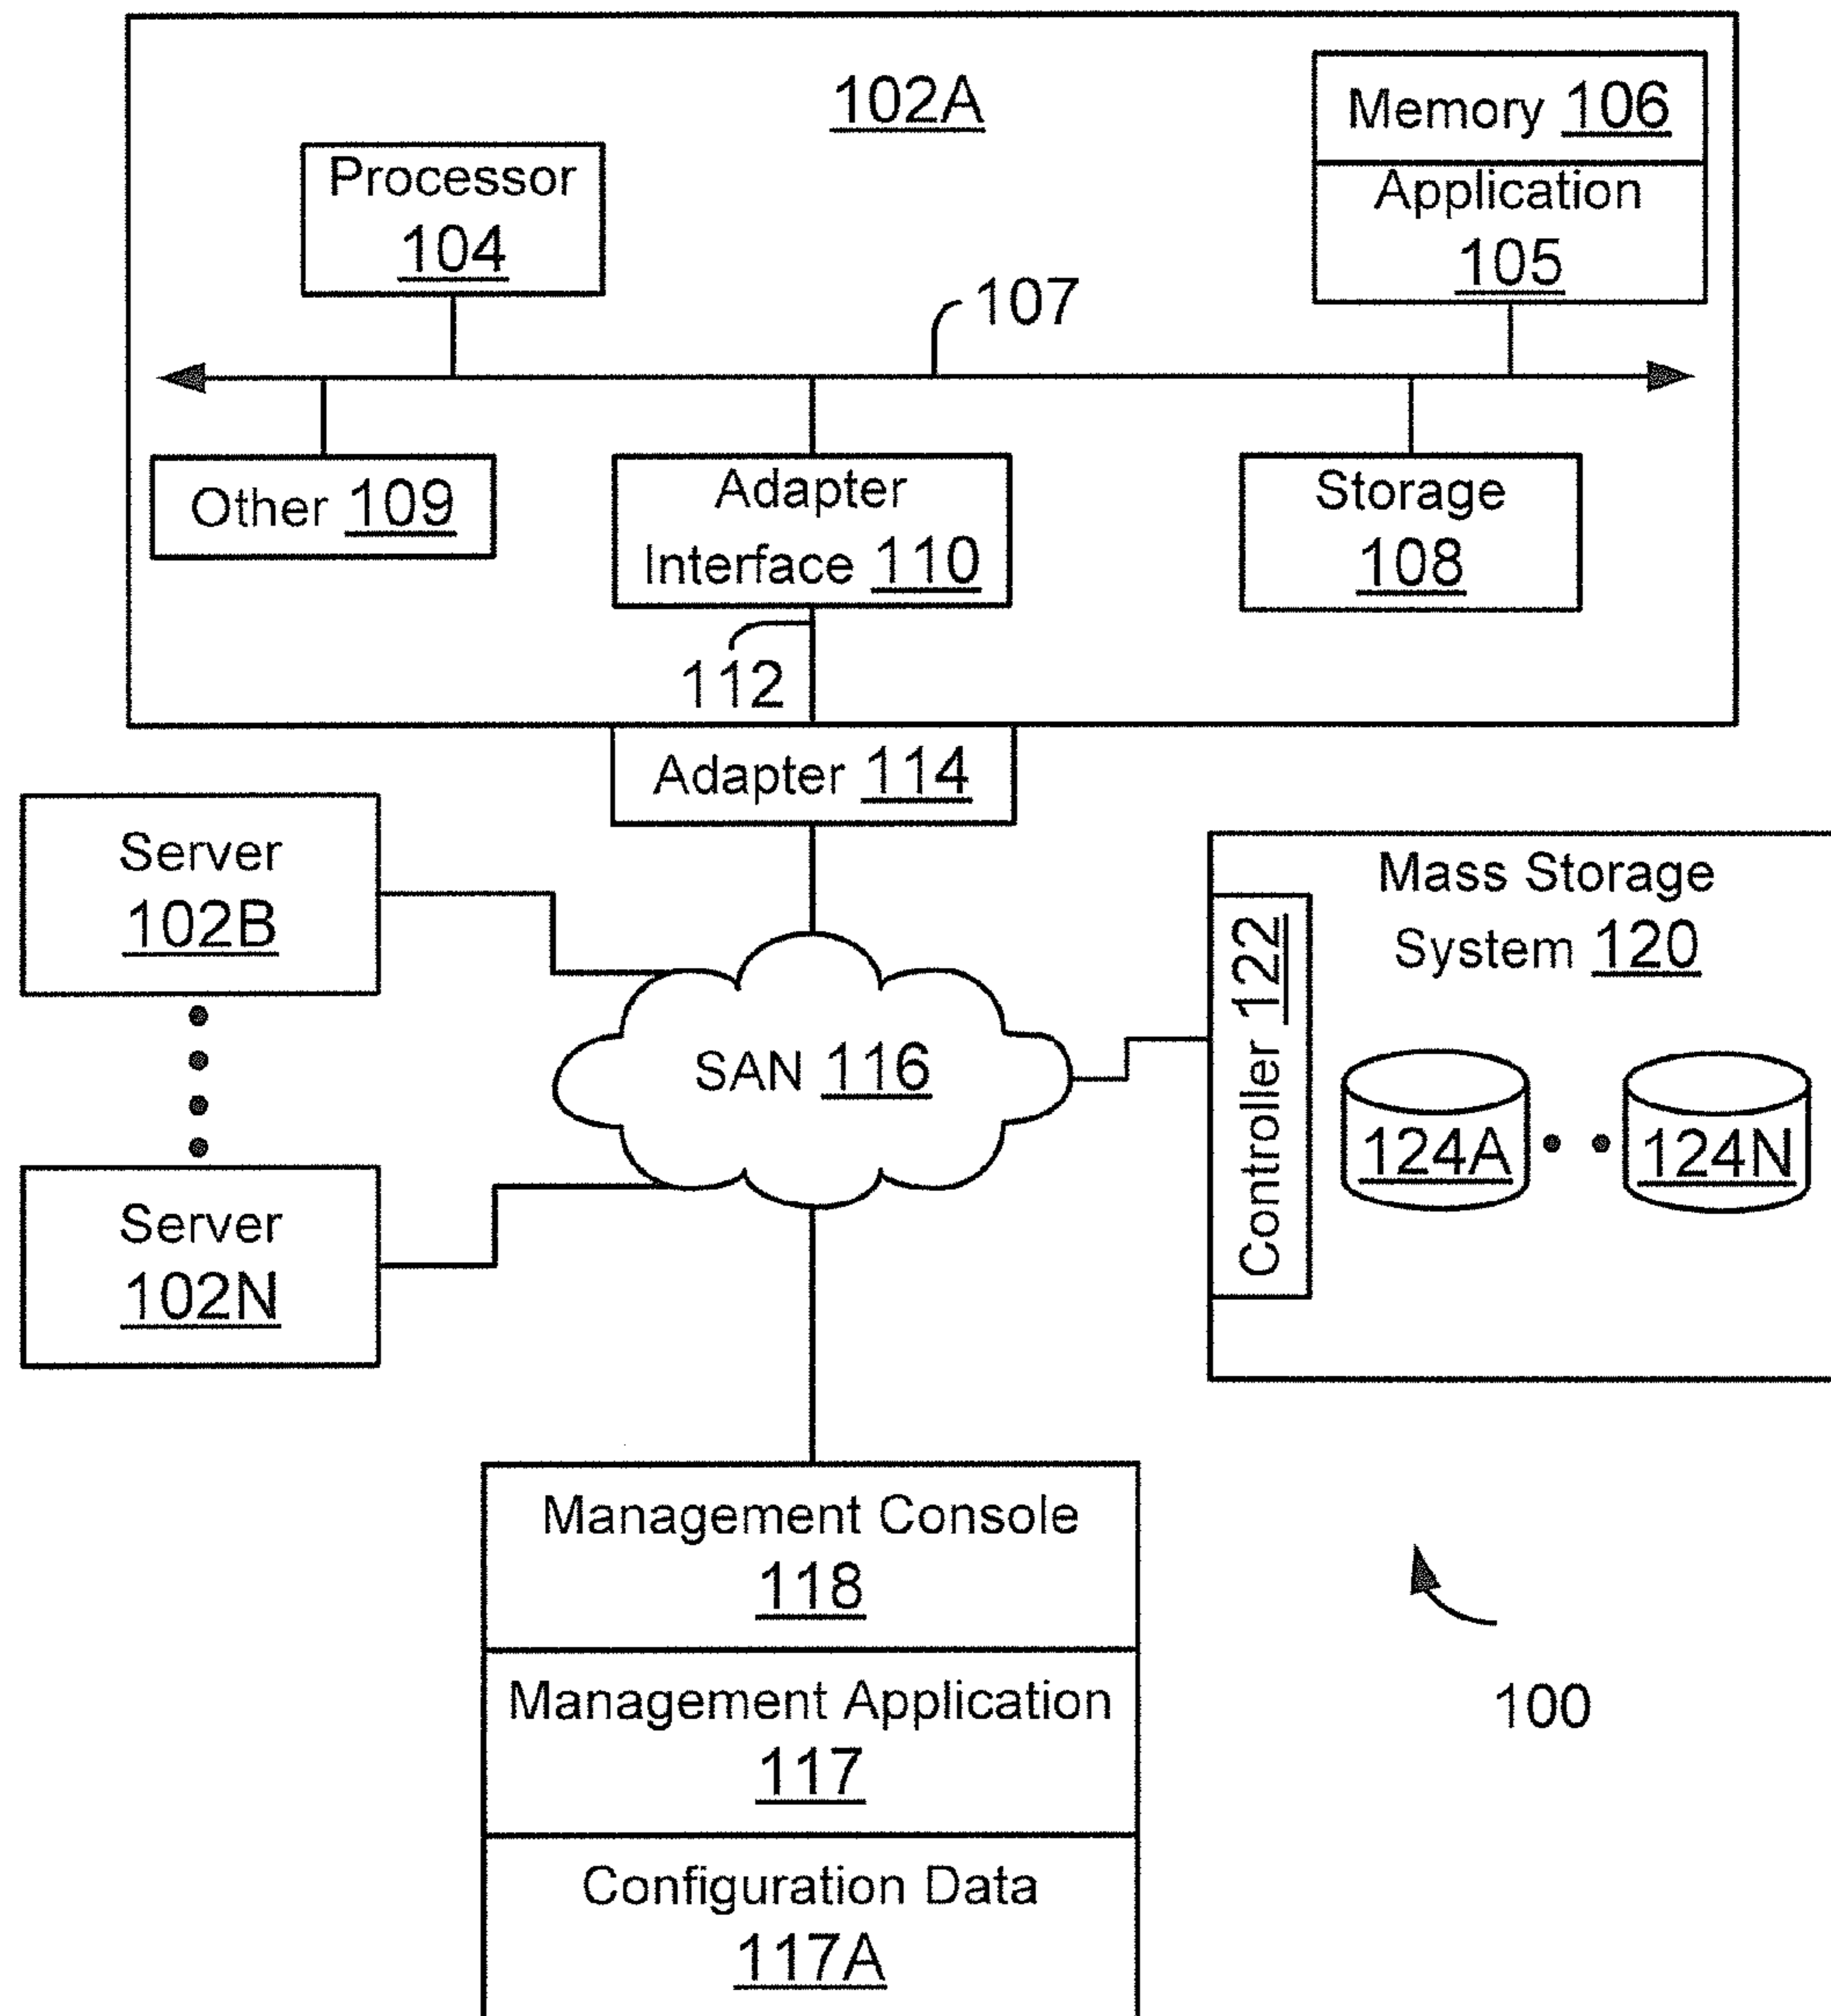 102A
Memory 106
Application
105
Processor
104
107
Other 109
Adapter
Interface 110
Storage
108
112
Adapter 114
Server
102B
Mass Storage
System 120
Controller 122
SAN 116
124A
124N
Server
102N
Management Console
118
Management Application
117
100
Configuration Data
117A